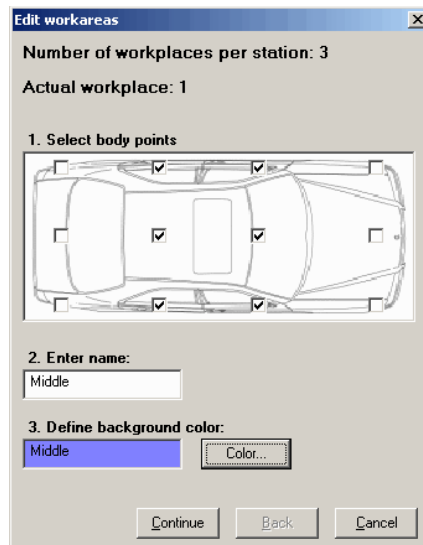 Edit workareas
Number of workplaces per station: 3
Actual workplace: 1
1. Select body points
2. Enter name:
Middle
3. Define background color:
Middle
Color...
Continue
Back
Cancel